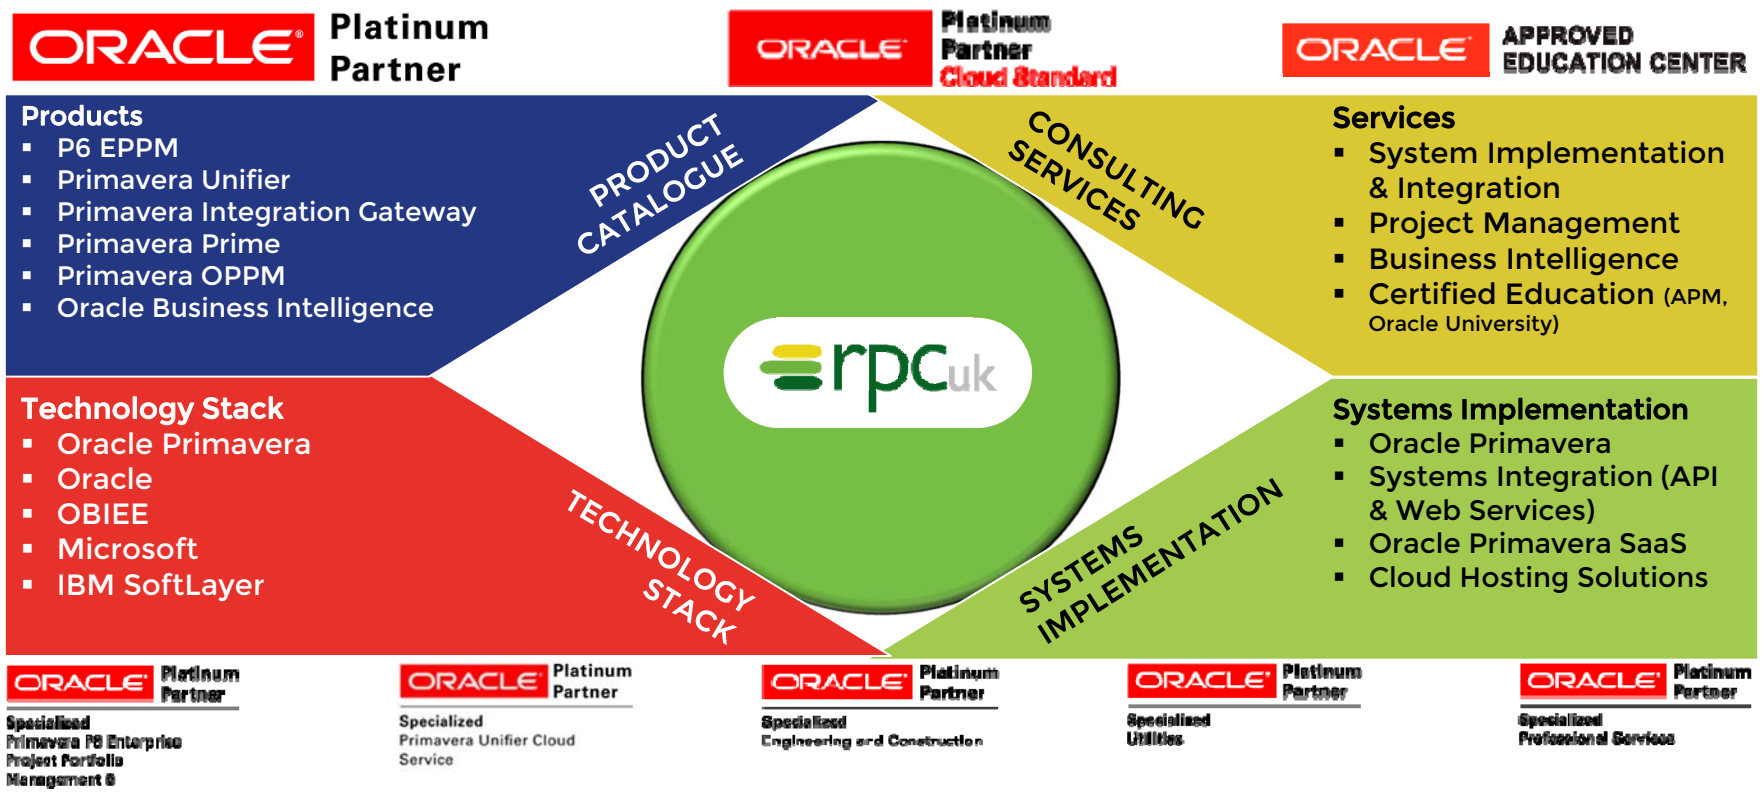 ORACLE® Platinum
Partner
ORACLE Platinum
Partner
Cloud Standard
ORACLE APPROVED
EDUCATION CENTER
Products
▪ P6 EPPM
▪ Primavera Unifier
▪ Primavera Integration Gateway
▪ Primavera Prime
▪ Primavera OPPM
▪ Oracle Business Intelligence
PRODUCT
CATALOGUE
CONSULTING
SERVICES
Services
▪ System Implementation
& Integration
▪ Project Management
▪ Business Intelligence
▪ Certified Education (APM,
Oracle University)
rpcuk
Technology Stack
▪ Oracle Primavera
▪ Oracle
▪ OBIEE
▪ Microsoft
▪ IBM SoftLayer
TECHNOLOGY
STACK
SYSTEMS
IMPLEMENTATION
Systems Implementation
▪ Oracle Primavera
▪ Systems Integration (API
& Web Services)
▪ Oracle Primavera SaaS
▪ Cloud Hosting Solutions
ORACLE Platinum
Partner
Specialized
Primavera P6 Enterprise
Project Portfolio
Management 8
ORACLE Platinum
Partner
Specialized
Primavera Unifier Cloud
Service
ORACLE Platinum
Partner
Specialized
Engineering and Construction
ORACLE Platinum
Partner
Specialized
Utilities
ORACLE Platinum
Partner
Specialized
Professional Services